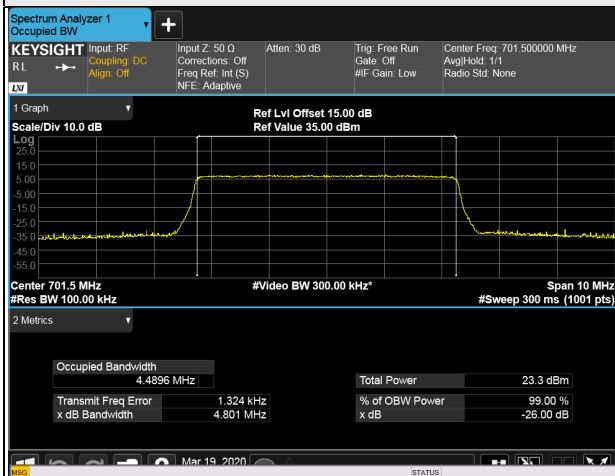 Spectrum Analyzer 1
Occupied BW
+
KEYSIGHT
RL
LXI
Input: RF
Coupling: DC
Align: Off
Input Z: 50 Ω
Corrections: Off
Freq Ref: Int (S)
NFE: Adaptive
Atten: 30 dB
Trig: Free Run
Gate: Off
#IF Gain: Low
Center Freq: 701.500000 MHz
Avg|Hold: 1/1
Radio Std: None
1 Graph
Scale/Div 10.0 dB
Ref Lvl Offset 15.00 dB
Ref Value 35.00 dBm
Log
25.0
15.0
5.00
-5.00
-15.0
-25.0
-35.0
-45.0
-55.0
Center 701.5 MHz
#Video BW 300.00 kHz*
Span 10 MHz
#Res BW 100.00 kHz
#Sweep 300 ms (1001 pts)
2 Metrics
Occupied Bandwidth
4.4896 MHz
Total Power 23.3 dBm
Transmit Freq Error 1.324 kHz
% of OBW Power 99.00 %
x dB Bandwidth 4.801 MHz
x dB -26.00 dB
Mar 19, 2020
MSG
STATUS